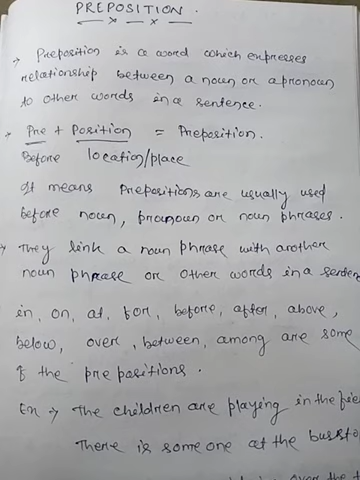 PREPOSITION.
→ Preposition is a word which expresses
relationship between a noun or a pronoun
to other words in a sentence.
→ Pre + Position = Preposition.
Before location/place
It means Prepositions are usually used
before noun, pronoun or noun phrases.
→ They link a noun phrase with another
noun phrase or other words in a senten
in, on, at, for, before, after, above,
below, over, between, among are some
of the prepasitions.
Ex → The children are playing in the fie
There is some one at the bussto
over the